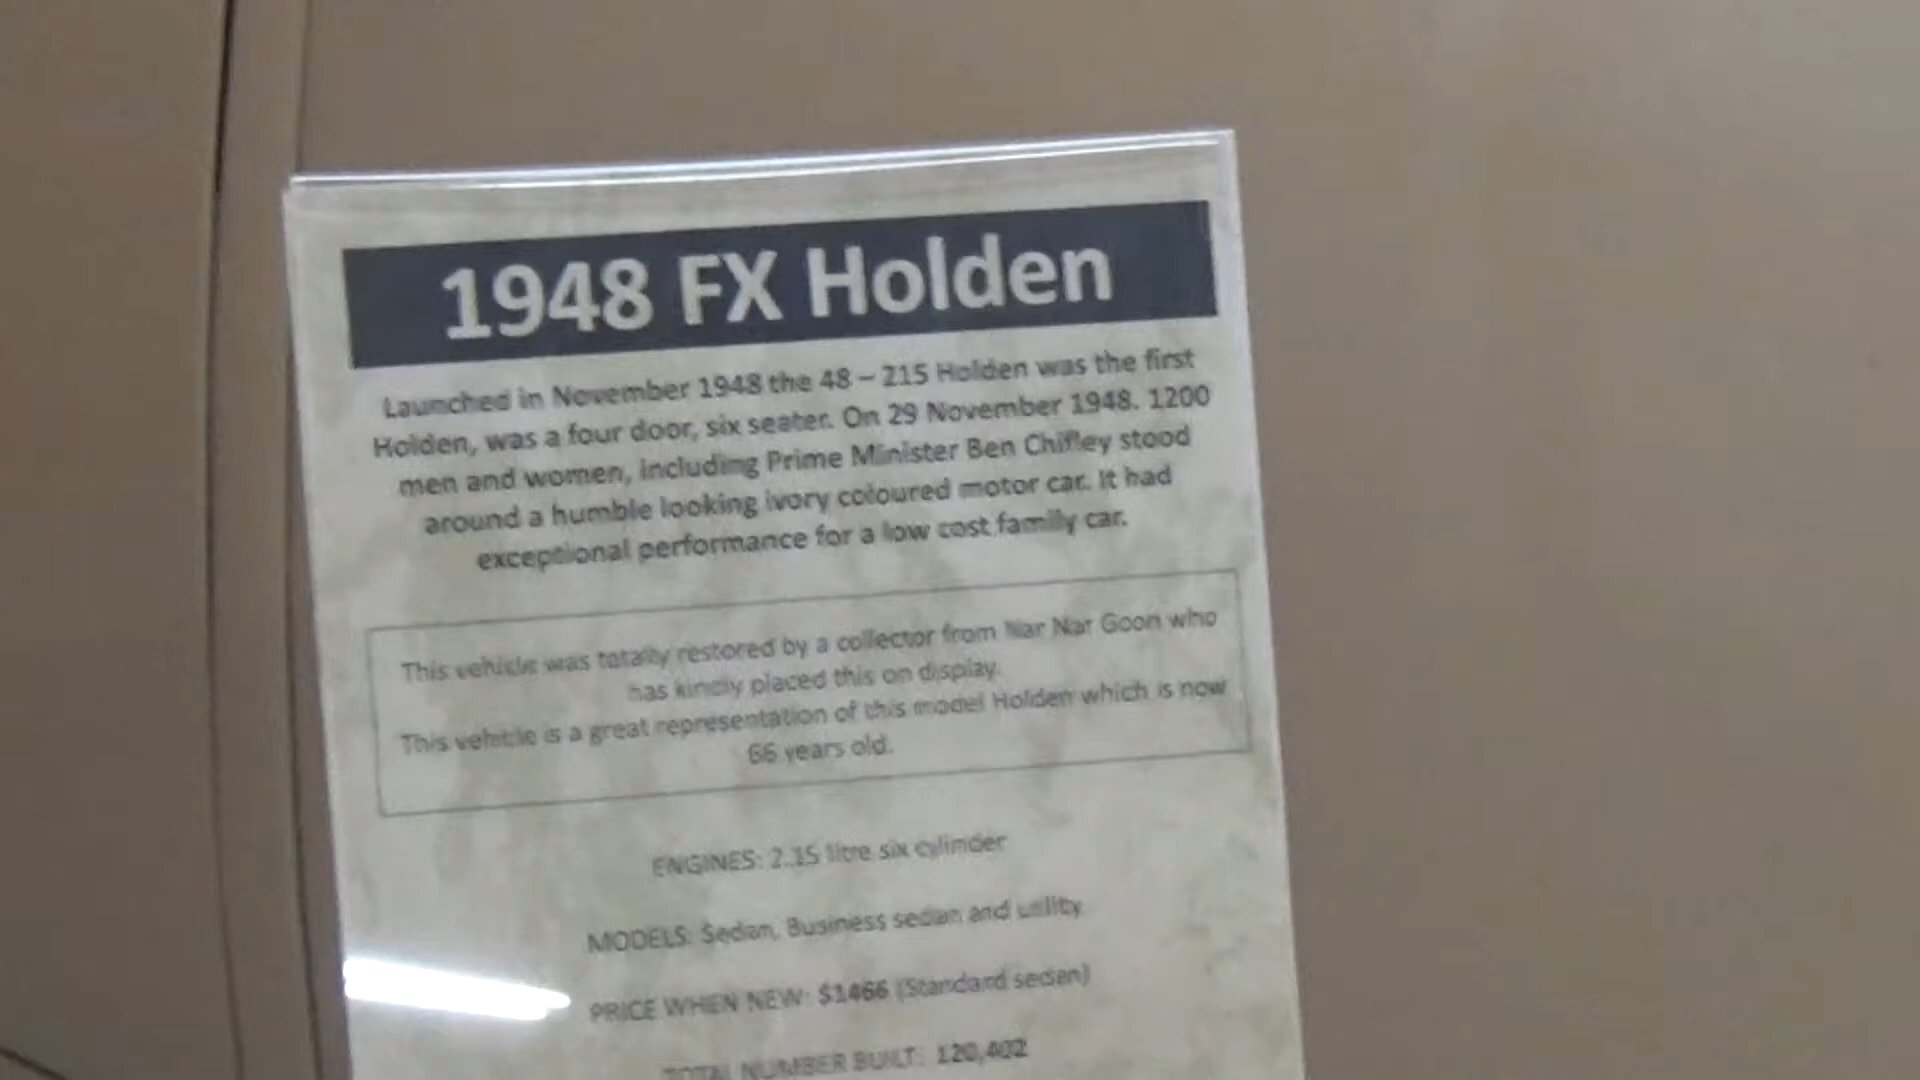 1948 FX Holden
Launched in November 1948 the 48 – 215 Holden was the first
Holden, was a four door, six seater. On 29 November 1948. 1200
men and women, including Prime Minister Ben Chifley stood
around a humble looking ivory coloured motor car. It had
exceptional performance for a low cost family car.
This vehicle was totally restored by a collector from Nar Nar Goon who
has kindly placed this on display.
This vehicle is a great representation of this model Holden which is now
66 years old.
ENGINES: 2.15 litre six cylinder
MODELS: Sedan, Business sedan and utility
PRICE WHEN NEW: $1466 (Standard sedan)
TOTAL NUMBER BUILT: 120,402